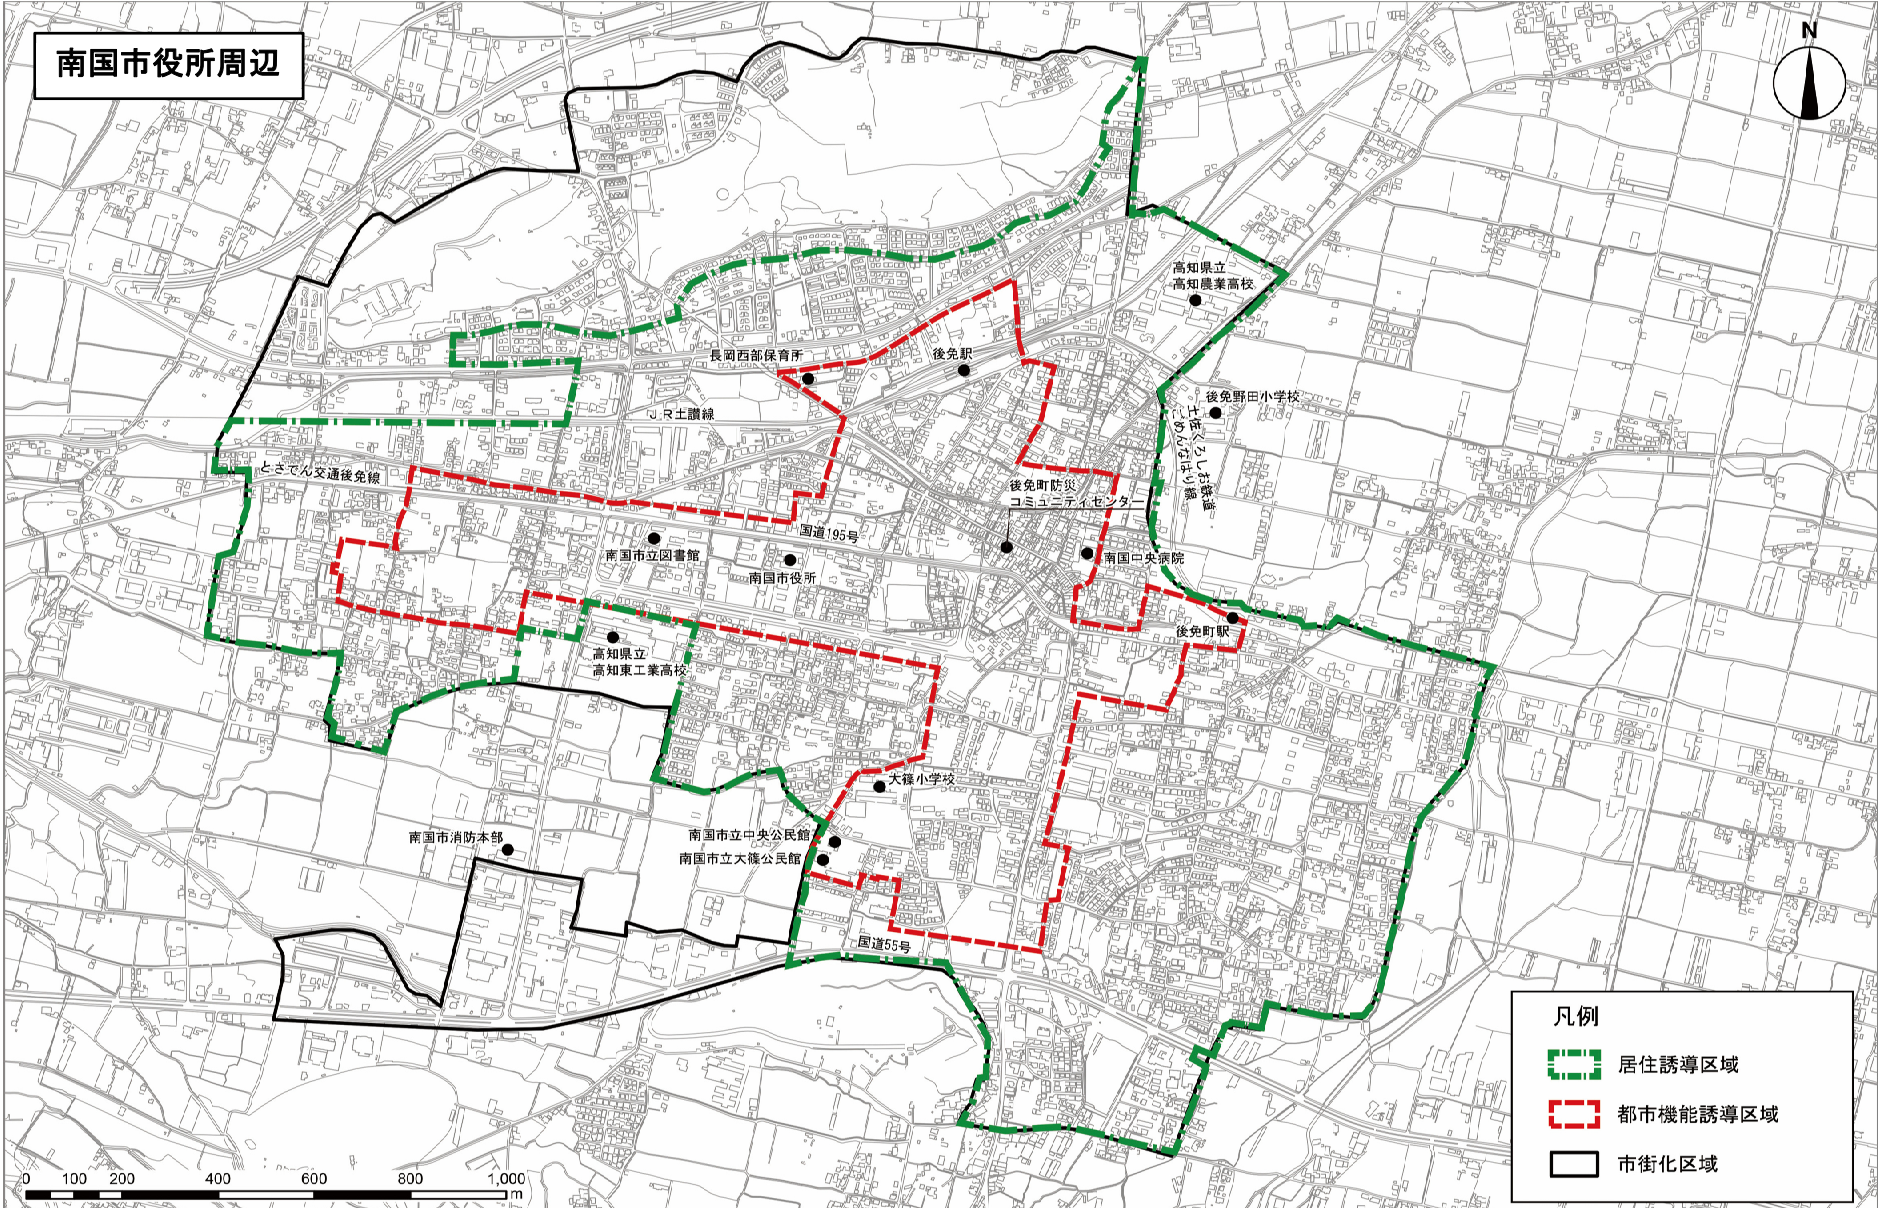 南国市役所周辺
N
高知県立
高知農業高校
長岡西部保育所
後免駅
後免野田小学校
JR土讃線
土佐くろしお鉄道
ごめんなはり線
とさでん交通後免線
後免町防災
コミュニティセンター
国道195号
南国市立図書館
南国市役所
南国中央病院
後免町駅
高知県立
高知東工業高校
大篠小学校
南国市消防本部
南国市立中央公民館
南国市立大篠公民館
国道55号
凡例
居住誘導区域
都市機能誘導区域
市街化区域
0 100 200 400 600 800 1,000
m